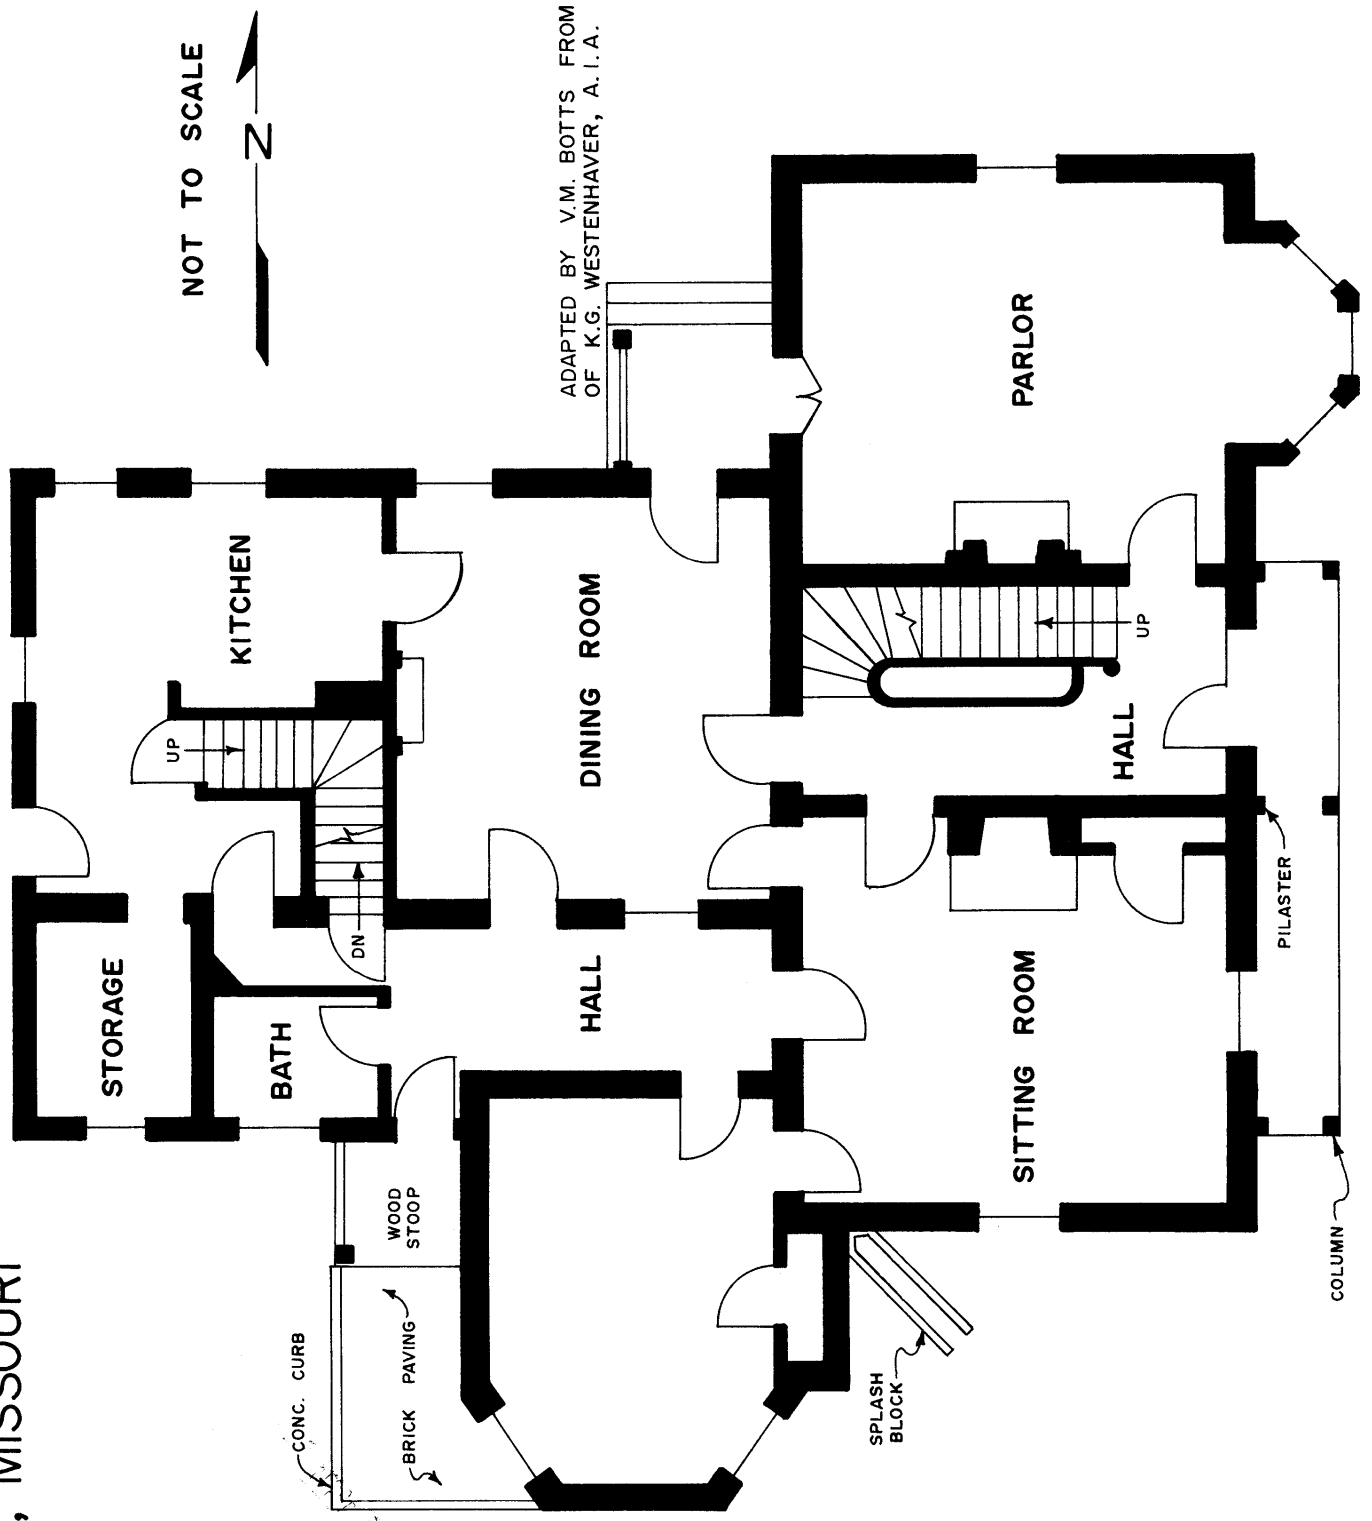 , MISSOURI
NOT TO SCALE
N
ADAPTED BY V.M. BOTTS FROM
OF K.G. WESTENHAVER, A.I.A.
KITCHEN
UP
DN
STORAGE
BATH
DINING ROOM
HALL
PARLOR
UP
HALL
SITTING ROOM
PILASTER
COLUMN
WOOD
STOOP
CONC. CURB
BRICK PAVING
SPLASH
BLOCK